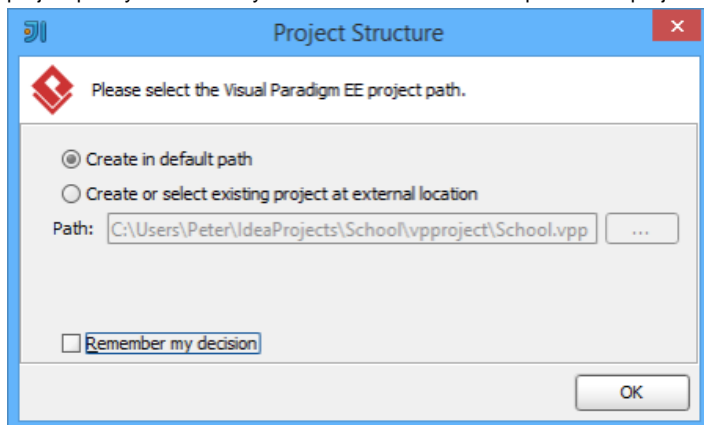 Project Structure
Please select the Visual Paradigm EE project path.
Create in default path
Create or select existing project at external location
Path: C:\Users\Peter\IdeaProjects\School\vpproject\School.vpp ...
Remember my decision
OK